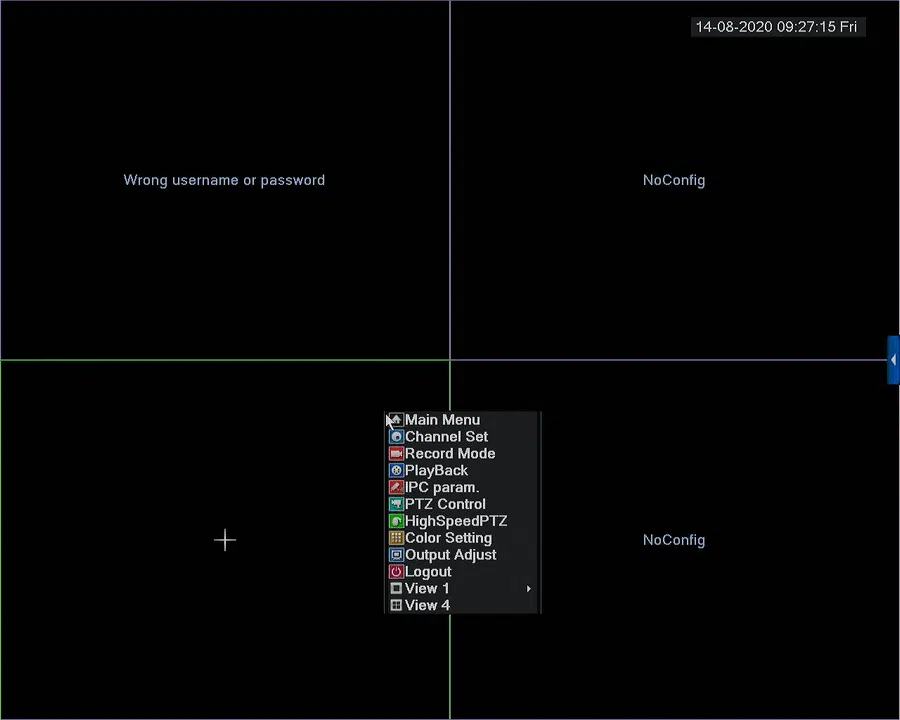 14-08-2020 09:27:15 Fri
Wrong username or password
NoConfig
Main Menu
Channel Set
Record Mode
PlayBack
IPC param.
PTZ Control
HighSpeedPTZ
Color Setting
Output Adjust
Logout
View 1
View 4
NoConfig